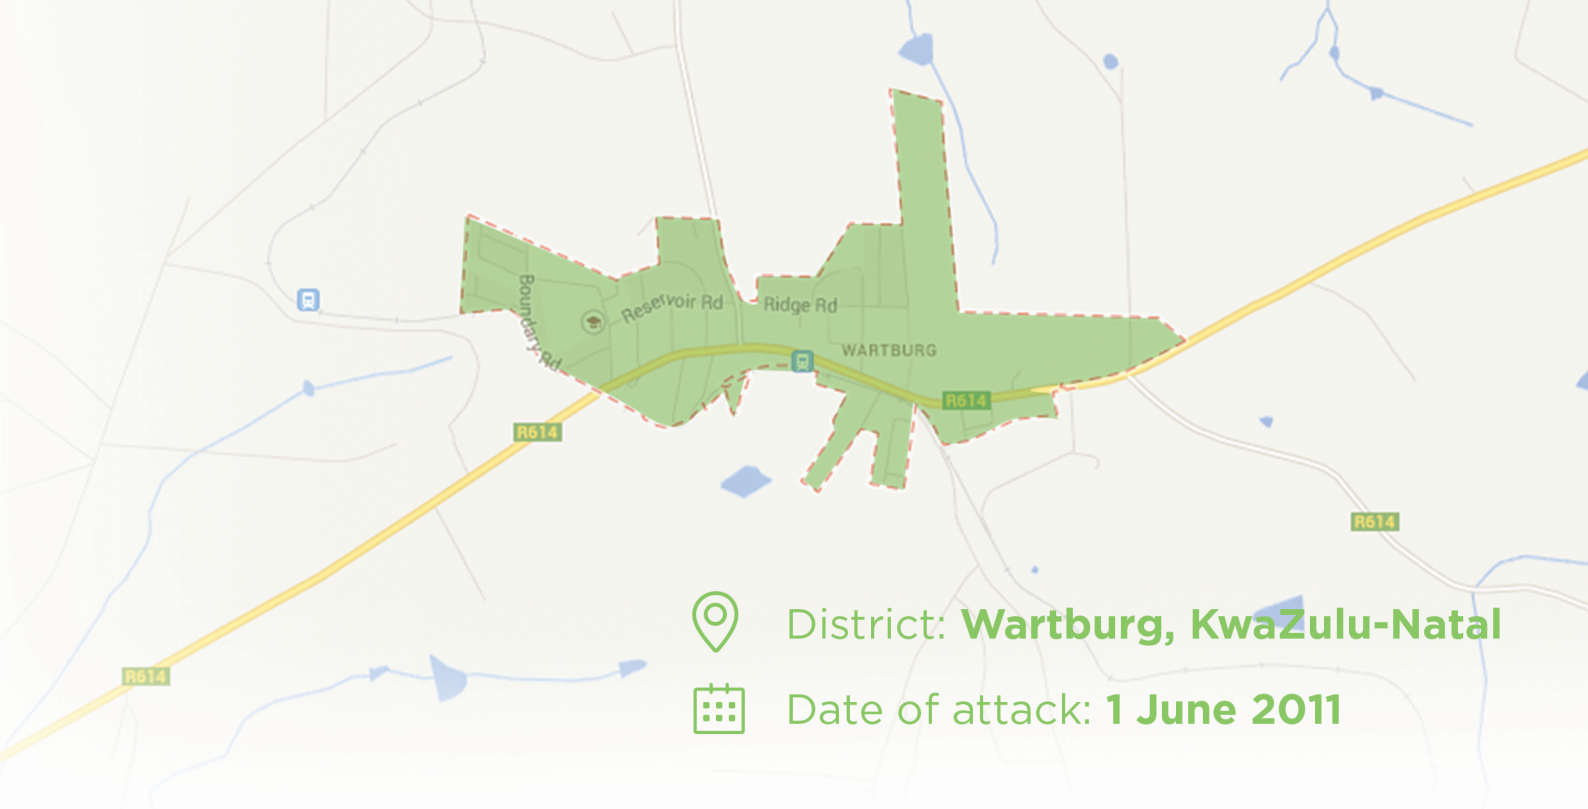 Boundary Rd
Reservoir Rd
Ridge Rd
WARTBURG
R614
R614
R614
R614
District: Wartburg, KwaZulu-Natal
Date of attack: 1 June 2011